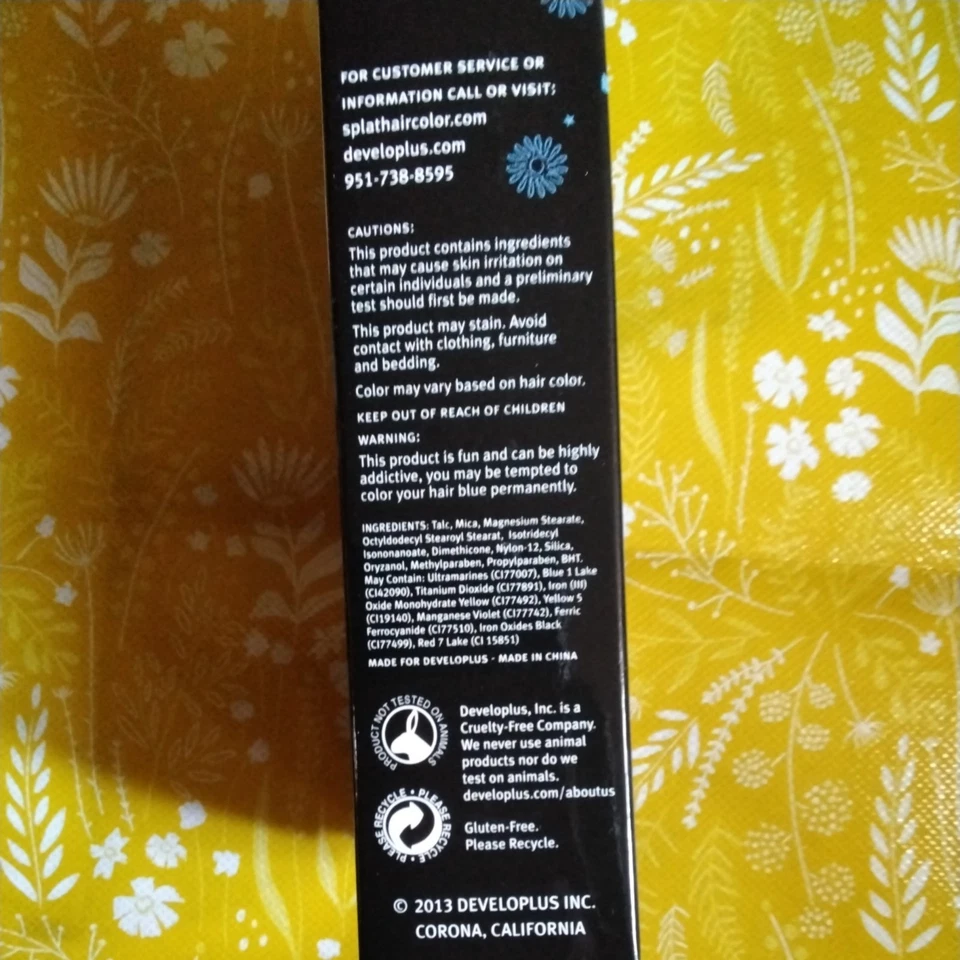 FOR CUSTOMER SERVICE OR
INFORMATION CALL OR VISIT:
splathaircolor.com
developlus.com
951-738-8595
CAUTIONS:
This product contains ingredients
that may cause skin irritation on
certain individuals and a preliminary
test should first be made.
This product may stain. Avoid
contact with clothing, furniture
and bedding.
Color may vary based on hair color.
KEEP OUT OF REACH OF CHILDREN
WARNING:
This product is fun and can be highly
addictive, you may be tempted to
color your hair blue permanently.
INGREDIENTS: Talc, Mica, Magnesium Stearate,
Octyldodecyl Stearoyl Stearat, Isotridecyl
Isononanoate, Dimethicone, Nylon-12, Silica,
Oryzanol, Methylparaben, Propylparaben, BHT.
May Contain: Ultramarines (CI77007), Blue 1 Lake
(CI42090), Titanium Dioxide (CI77891), Iron (III)
Oxide Monohydrate Yellow (CI77492), Yellow 5
(CI19140), Manganese Violet (CI77742), Ferric
Ferrocyanide (CI77510), Iron Oxides Black
(CI77499), Red 7 Lake (CI 15851)
MADE FOR DEVELOPLUS - MADE IN CHINA
PRODUCT NOT TESTED ON ANIMALS
Developlus, Inc. is a
Cruelty-Free Company.
We never use animal
products nor do we
test on animals.
developlus.com/aboutus
PLEASE RECYCLE • PLEASE RECYCLE •
Gluten-Free.
Please Recycle.
© 2013 DEVELOPLUS INC.
CORONA, CALIFORNIA